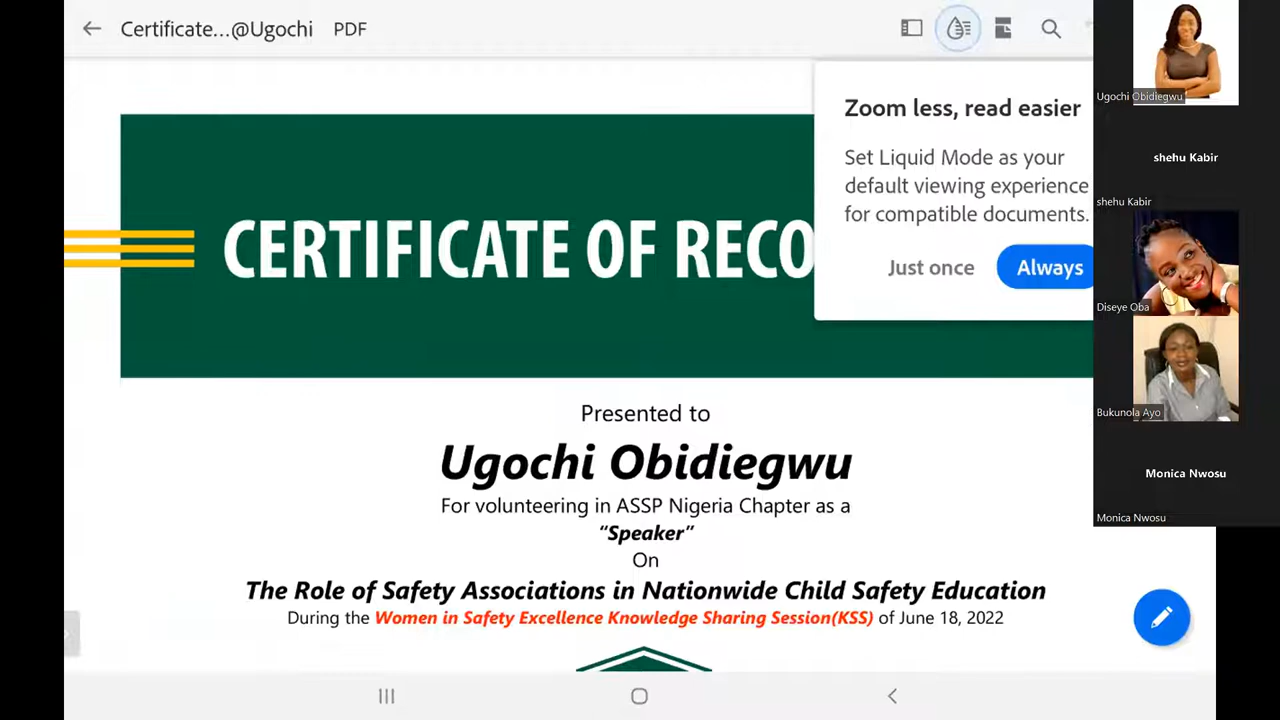 Certificate...@Ugochi PDF
Zoom less, read easier
Set Liquid Mode as your
default viewing experience
for compatible documents.
Just once Always
CERTIFICATE OF RECO
Presented to
Ugochi Obidiegwu
For volunteering in ASSP Nigeria Chapter as a
“Speaker”
On
The Role of Safety Associations in Nationwide Child Safety Education
During the Women in Safety Excellence Knowledge Sharing Session(KSS) of June 18, 2022
Ugochi Obidiegwu
shehu Kabir
shehu Kabir
Diseye Oba
Bukunola Ayo
Monica Nwosu
Monica Nwosu